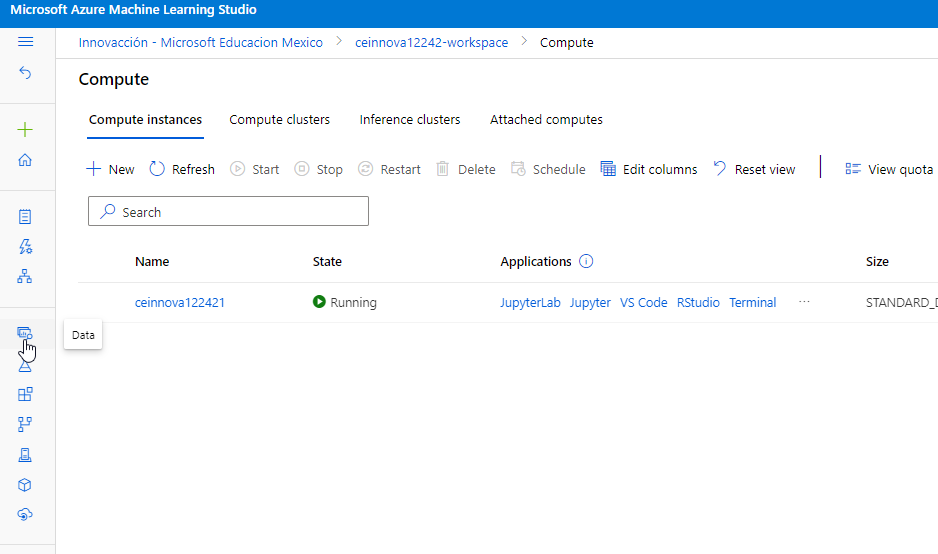 Microsoft Azure Machine Learning Studio
Innovacción - Microsoft Educacion Mexico > ceinnova12242-workspace > Compute
Compute
Compute instances Compute clusters Inference clusters Attached computes
New Refresh Start Stop Restart Delete Schedule Edit columns Reset view View quota
Search
Name State Applications Size
ceinnova122421 Running JupyterLab Jupyter VS Code RStudio Terminal ... STANDARD_D
Data